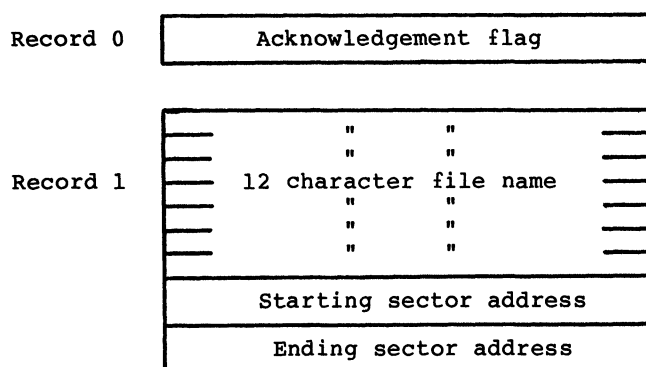 Record 0 Acknowledgement flag
" "
" "
Record 1 12 character file name
" "
" "
" "
Starting sector address
Ending sector address